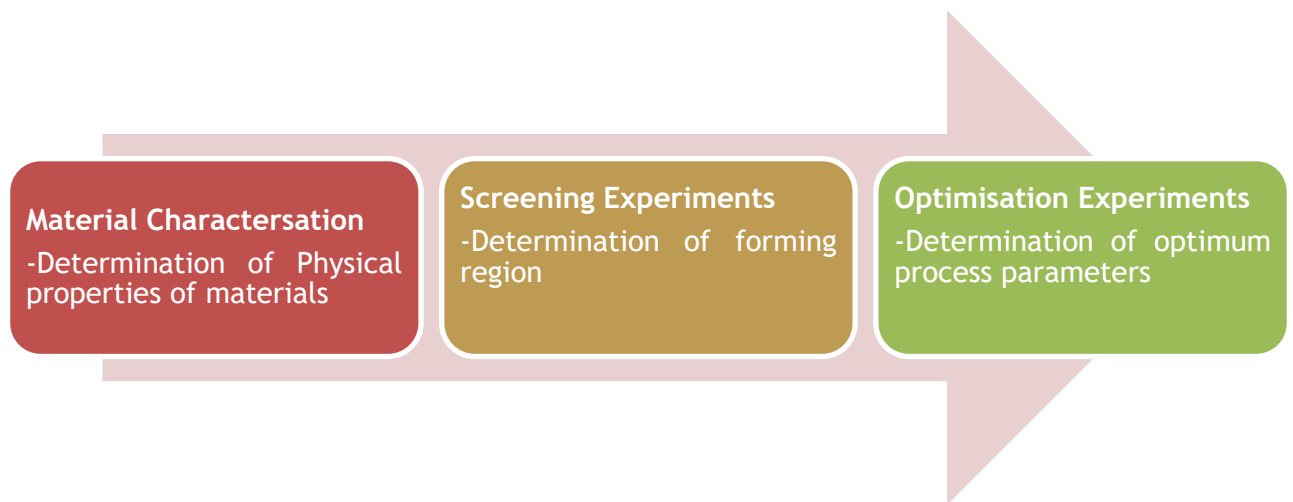 Material Charactersation
-Determination of Physical
properties of materials
Screening Experiments
-Determination of forming
region
Optimisation Experiments
-Determination of optimum
process parameters